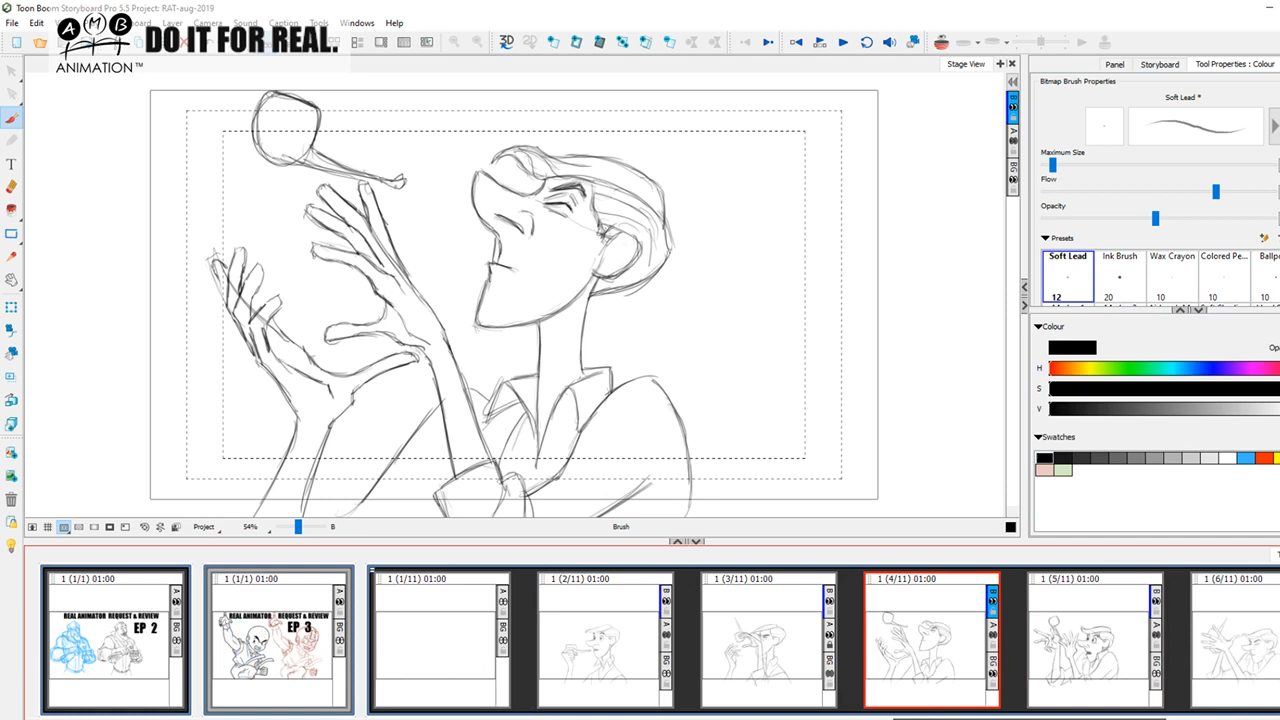 Toon Boom Storyboard Pro 5.5 Project: RAT-aug-2019
File Edit View Layer Camera Sound Caption Tools Windows Help
AMB
ANIMATION™
DO IT FOR REAL.
3D
Stage View
Panel Storyboard Tool Properties : Colour
Bitmap Brush Properties
Soft Lead *
Maximum Size
Flow
Opacity
Presets
Soft Lead Ink Brush Wax Crayon Colored Pe...
12 20 10 10 10
Colour
H
S
V
Swatches
B
A
BG
Project 54% B Brush
1 (1/1) 01:00 1 (1/1) 01:00 1 (1/11) 01:00 1 (2/11) 01:00 1 (3/11) 01:00 1 (4/11) 01:00 1 (5/11) 01:00 1 (6/11) 01:00
REAL ANIMATOR REQUEST & REVIEW
EP 2
REAL ANIMATOR REQUEST & REVIEW
EP 3